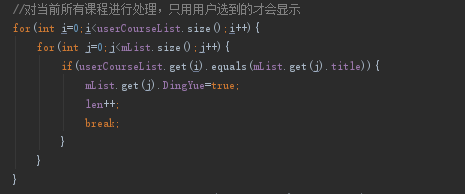 //对当前所有课程进行处理，只用用户选到的才会显示
for(int i=0;i<userCourseList.size();i++){
    for(int j=0;j<mList.size();j++){
        if(userCourseList.get(i).equals(mList.get(j).title)){
            mList.get(j).DingYue=true;
            len++;
            break;
        }
    }
}